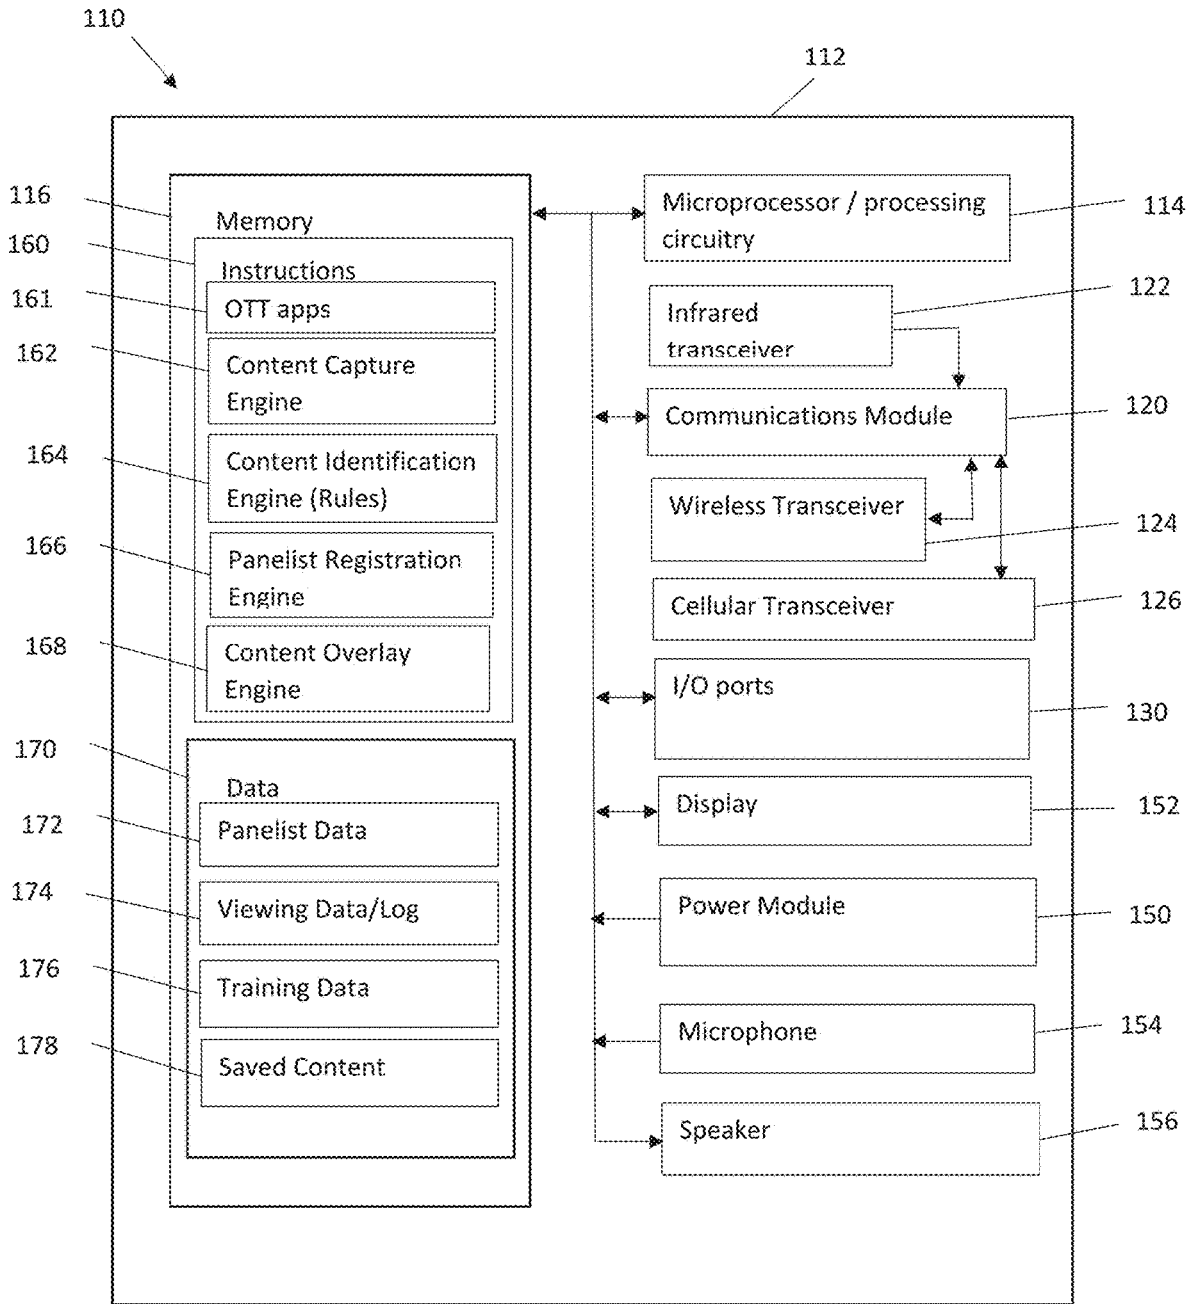 110
112
116
Memory
160
Instructions
161
OTT apps
162
Content Capture
Engine
164
Content Identification
Engine (Rules)
166
Panelist Registration
Engine
168
Content Overlay
Engine
170
Data
172
Panelist Data
174
Viewing Data/Log
176
Training Data
178
Saved Content
Microprocessor / processing
circuitry
114
Infrared
transceiver
122
Communications Module
120
Wireless Transceiver
124
Cellular Transceiver
126
I/O ports
130
Display
152
Power Module
150
Microphone
154
Speaker
156